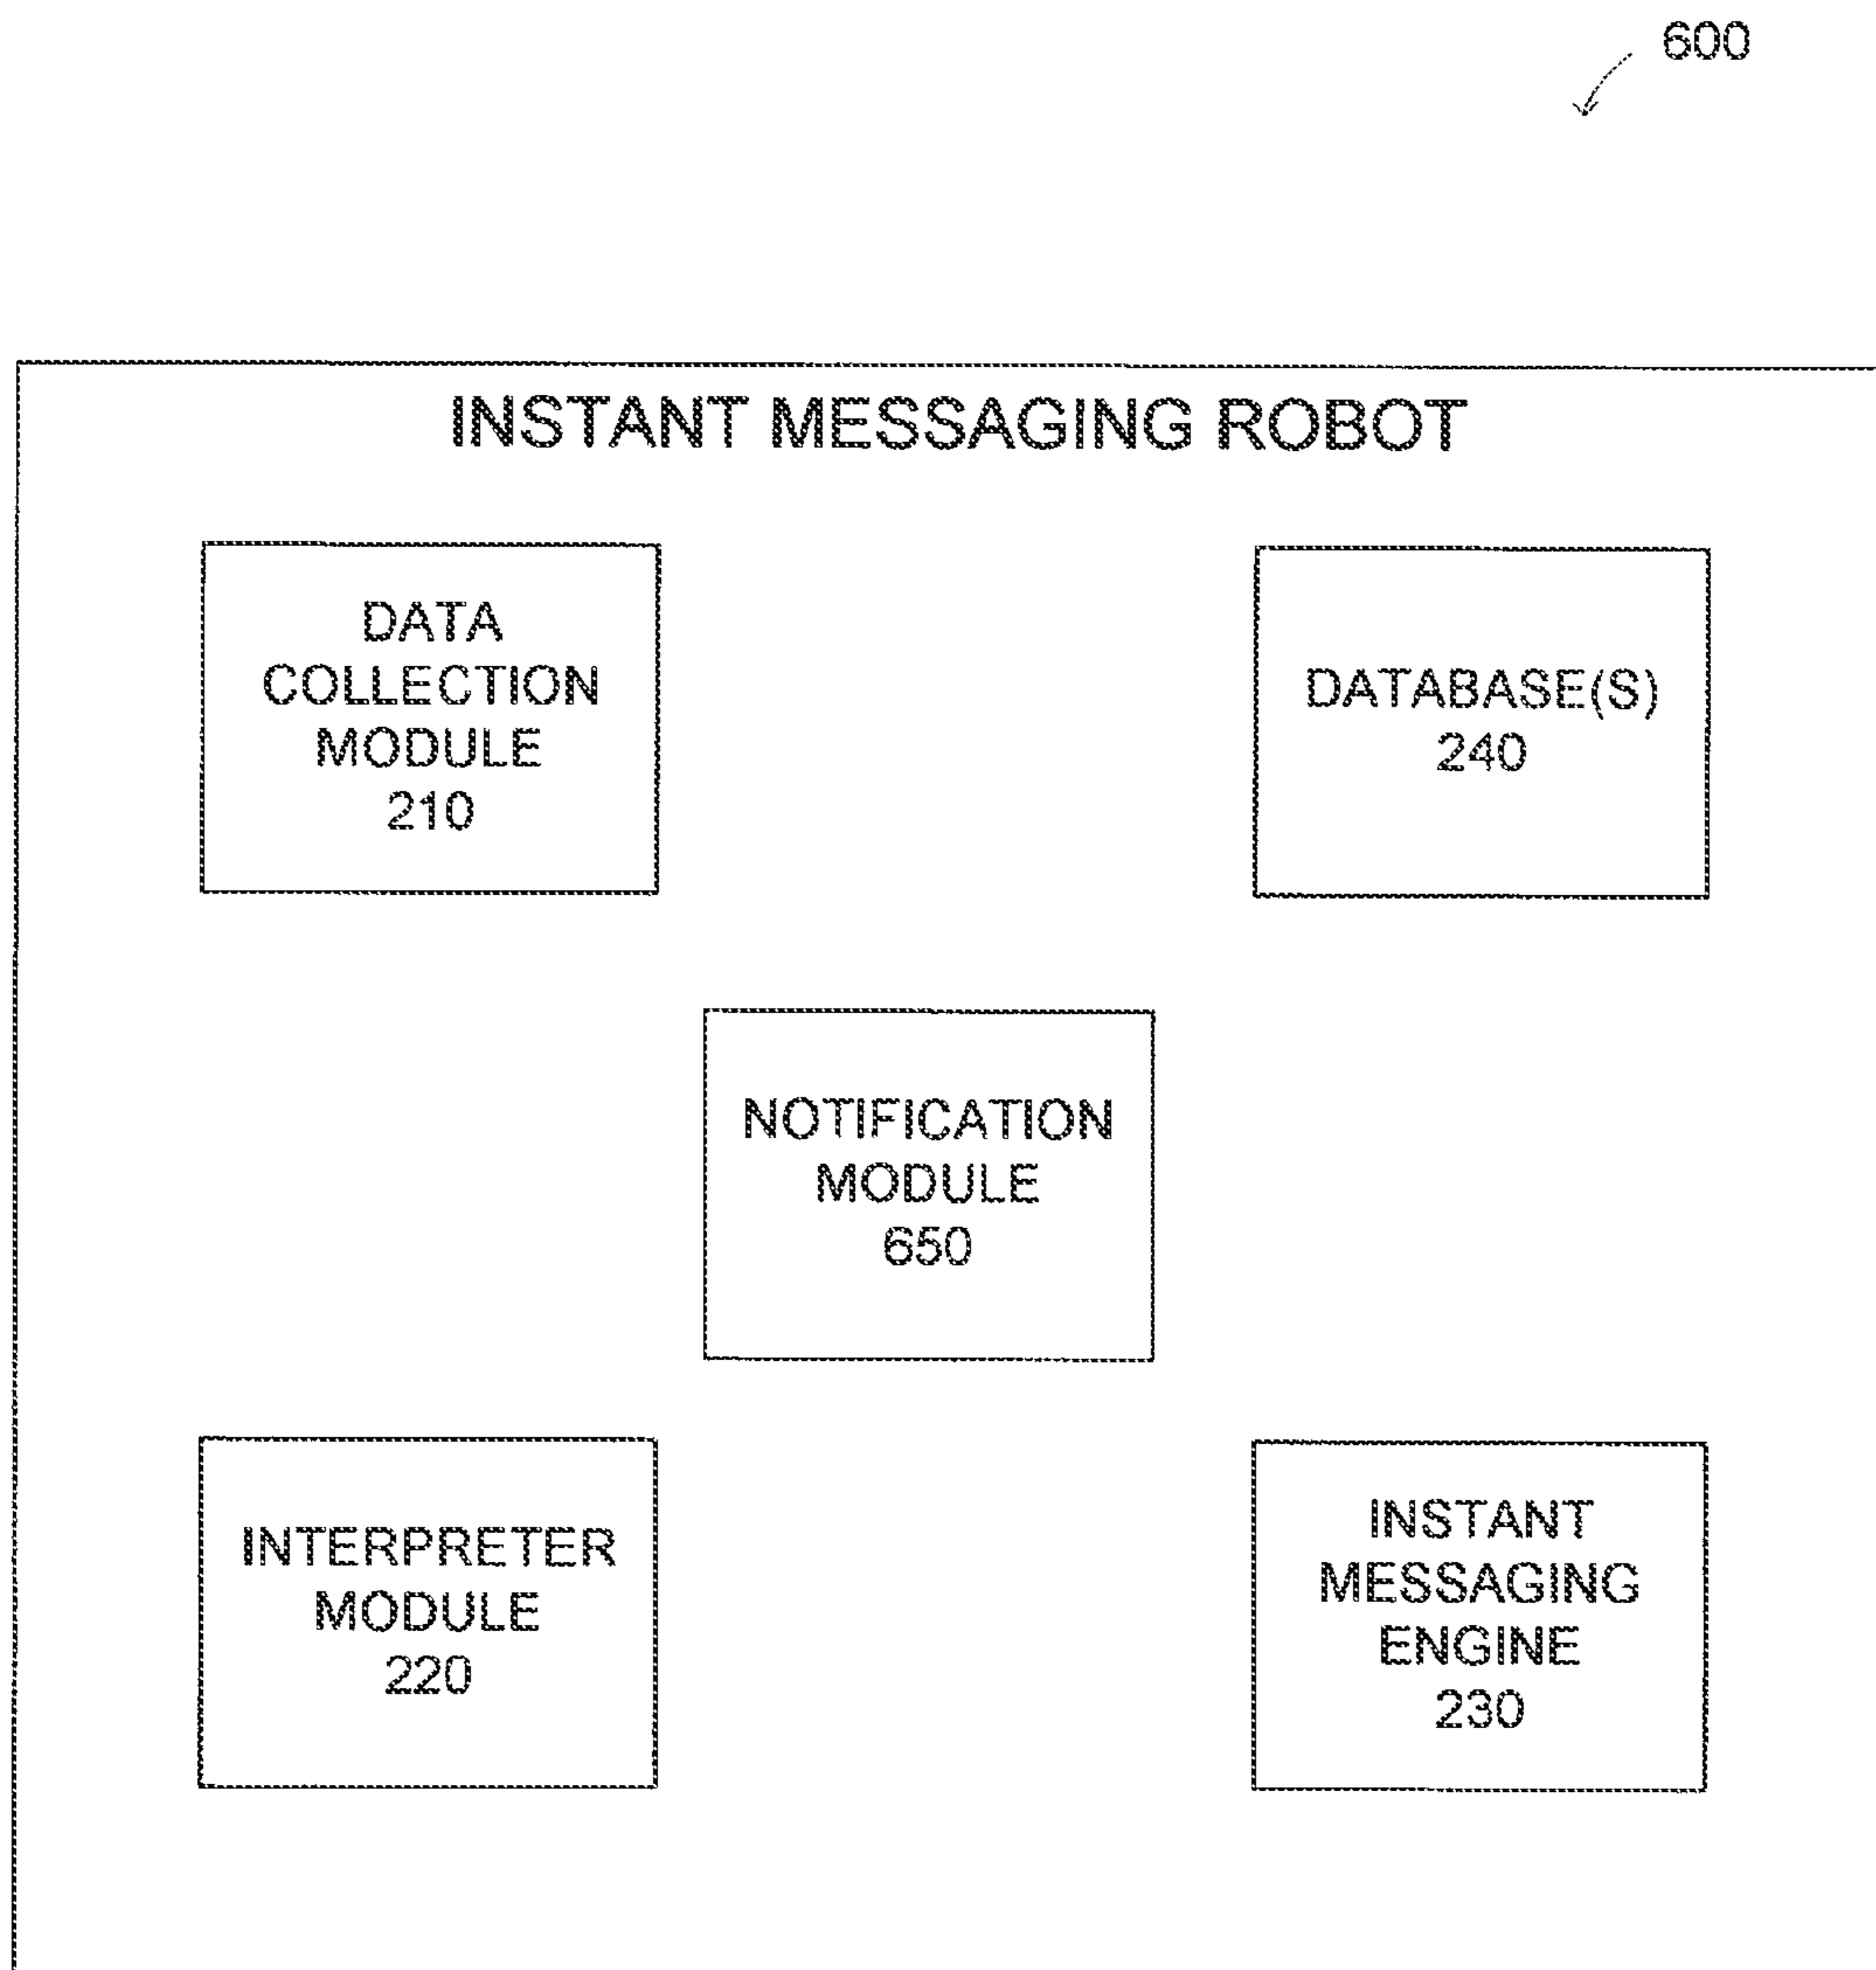 600
INSTANT MESSAGING ROBOT
DATA
COLLECTION
MODULE
210
DATABASE(S)
240
NOTIFICATION
MODULE
650
INTERPRETER
MODULE
220
INSTANT
MESSAGING
ENGINE
230